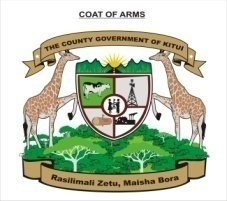 COAT OF ARMS
THE COUNTY GOVERNMENT OF KITUI
Rasilimali Zetu, Maisha Bora